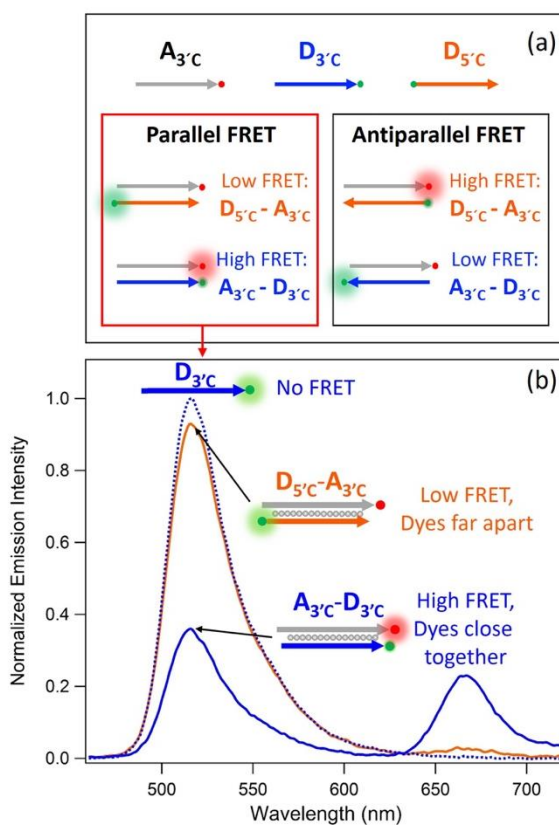 (a)
A3′C D3′C D5′C
Parallel FRET
Low FRET:
D5′C- A3′C
High FRET:
A3′C - D3′C
Antiparallel FRET
High FRET:
D5′C- A3′C
Low FRET:
A3′C - D3′C
(b)
D3′C
No FRET
D5′C-A3′C
Low FRET,
Dyes far apart
A3′C-D3′C
High FRET,
Dyes close
together
Normalized Emission Intensity
1.0
0.8
0.6
0.4
0.2
0.0
500 550 600 650 700
Wavelength (nm)